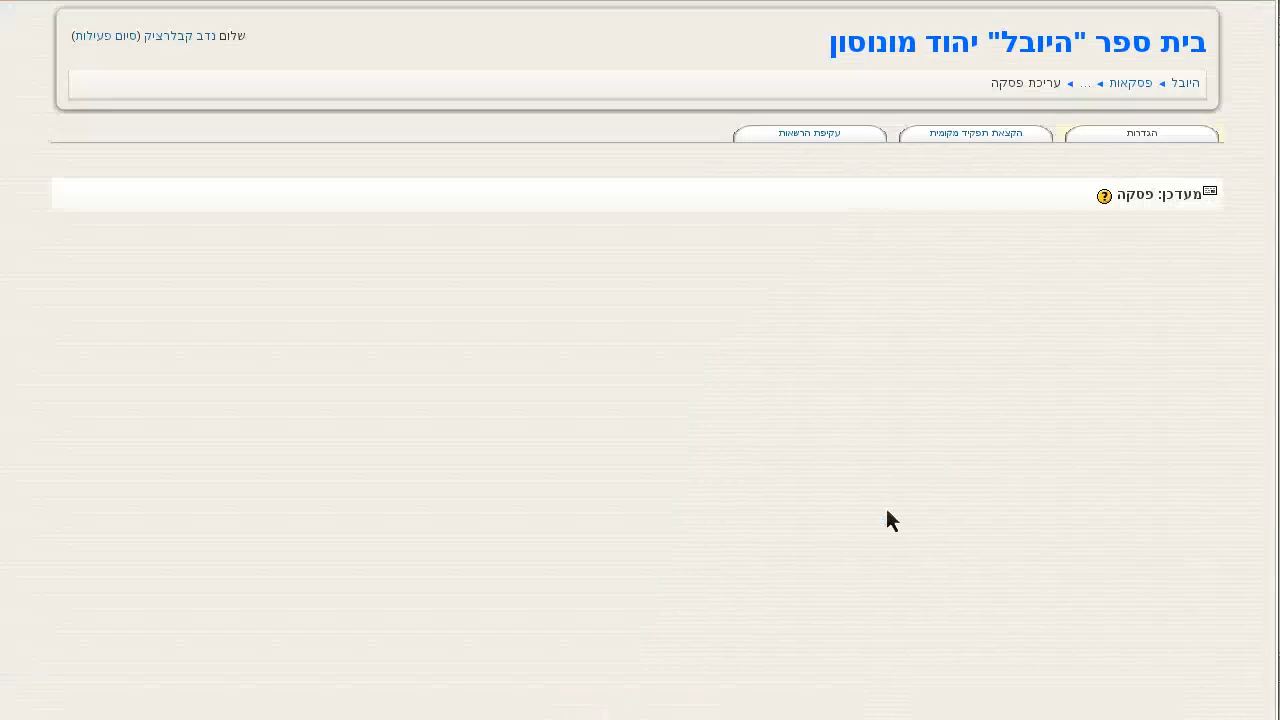 בית ספר "היובל" יהוד מונוסון
שלום נדב קבלרציק (סיום פעילות)
היובל ◄ פסקאות ◄ ... ◄ עריכת פסקה
הגדרות
הקצאת תפקיד מקומית
עקיפת הרשאות
מעדכן: פסקה ?